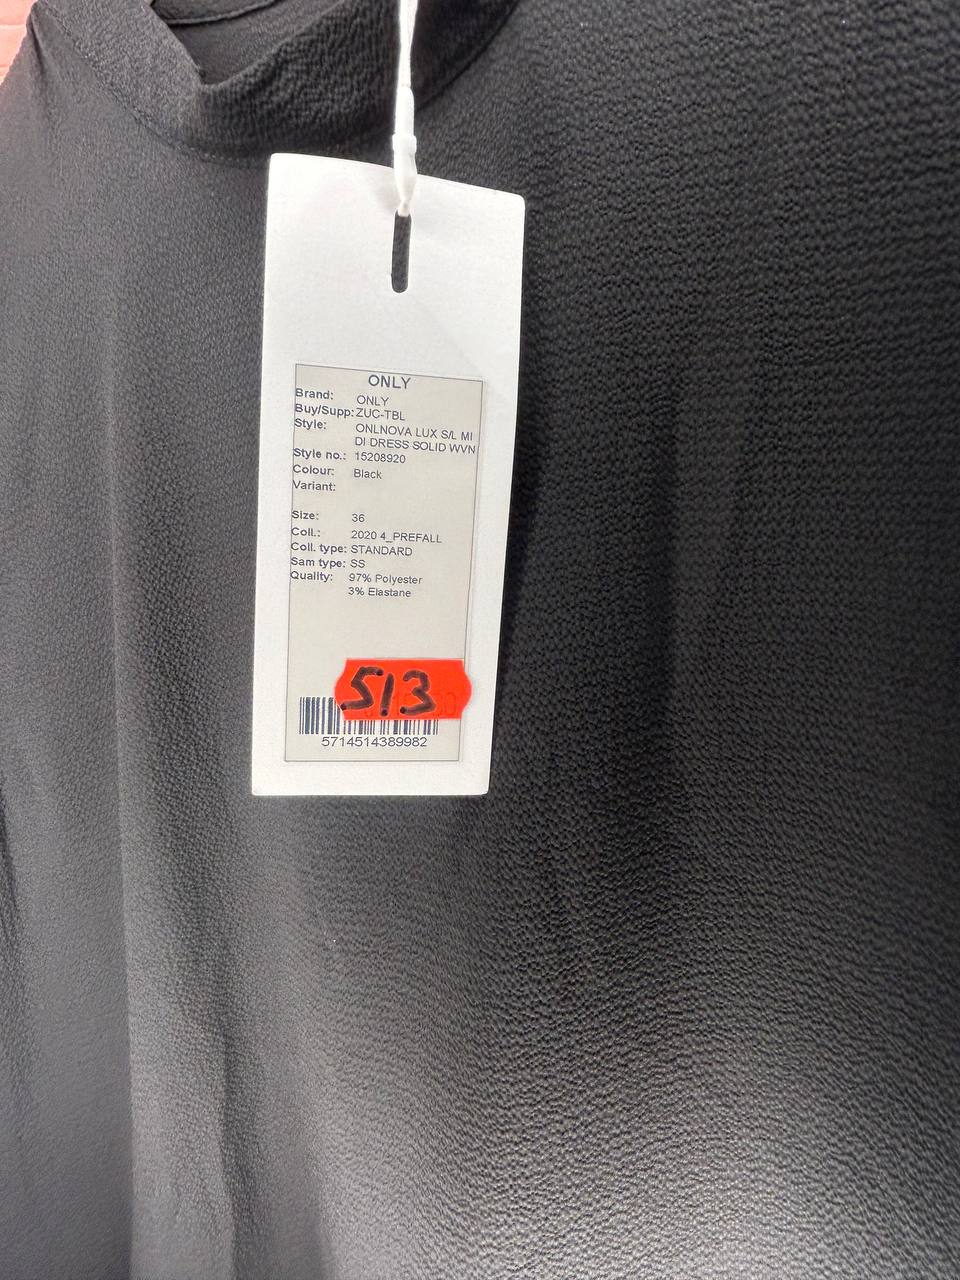 ONLY
Brand: ONLY
Buy/Supp: ZUC-TBL
Style: ONLNOVA LUX S/L MI
DI DRESS SOLID WVN
Style no.: 15208920
Colour: Black
Variant:
Size: 36
Coll.: 2020 4_PREFALL
Coll. type: STANDARD
Sam type: SS
Quality: 97% Polyester
3% Elastane
513
5714514389982